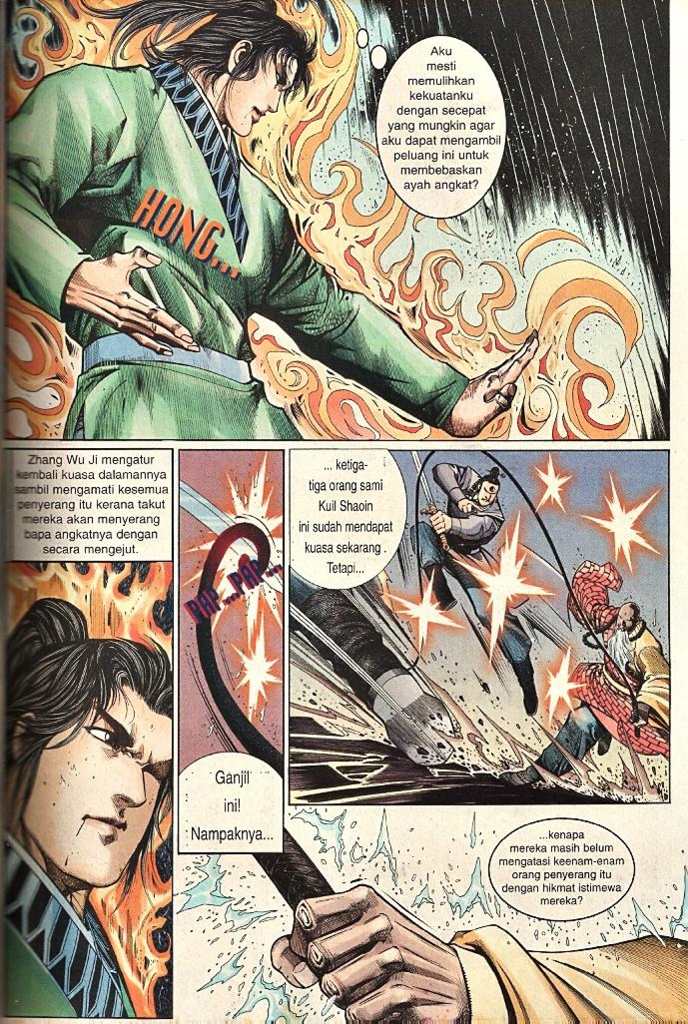 Aku
mesti
memulihkan
kekuatanku
dengan secepat
yang mungkin agar
aku dapat mengambil
peluang ini untuk
membebaskan
ayah angkat?
HONG...
Zhang Wu Ji mengatur
kembali kuasa dalamannya
sambil mengamati kesemua
penyerang itu kerana takut
mereka akan menyerang
bapa angkatnya dengan
secara mengejut.
PAP...PAP...
Ganjil
ini!
Nampaknya...
... ketiga-
tiga orang sami
Kuil Shaoin
ini sudah mendapat
kuasa sekarang .
Tetapi...
...kenapa
mereka masih belum
mengatasi keenam-enam
orang penyerang itu
dengan hikmat istimewa
mereka?